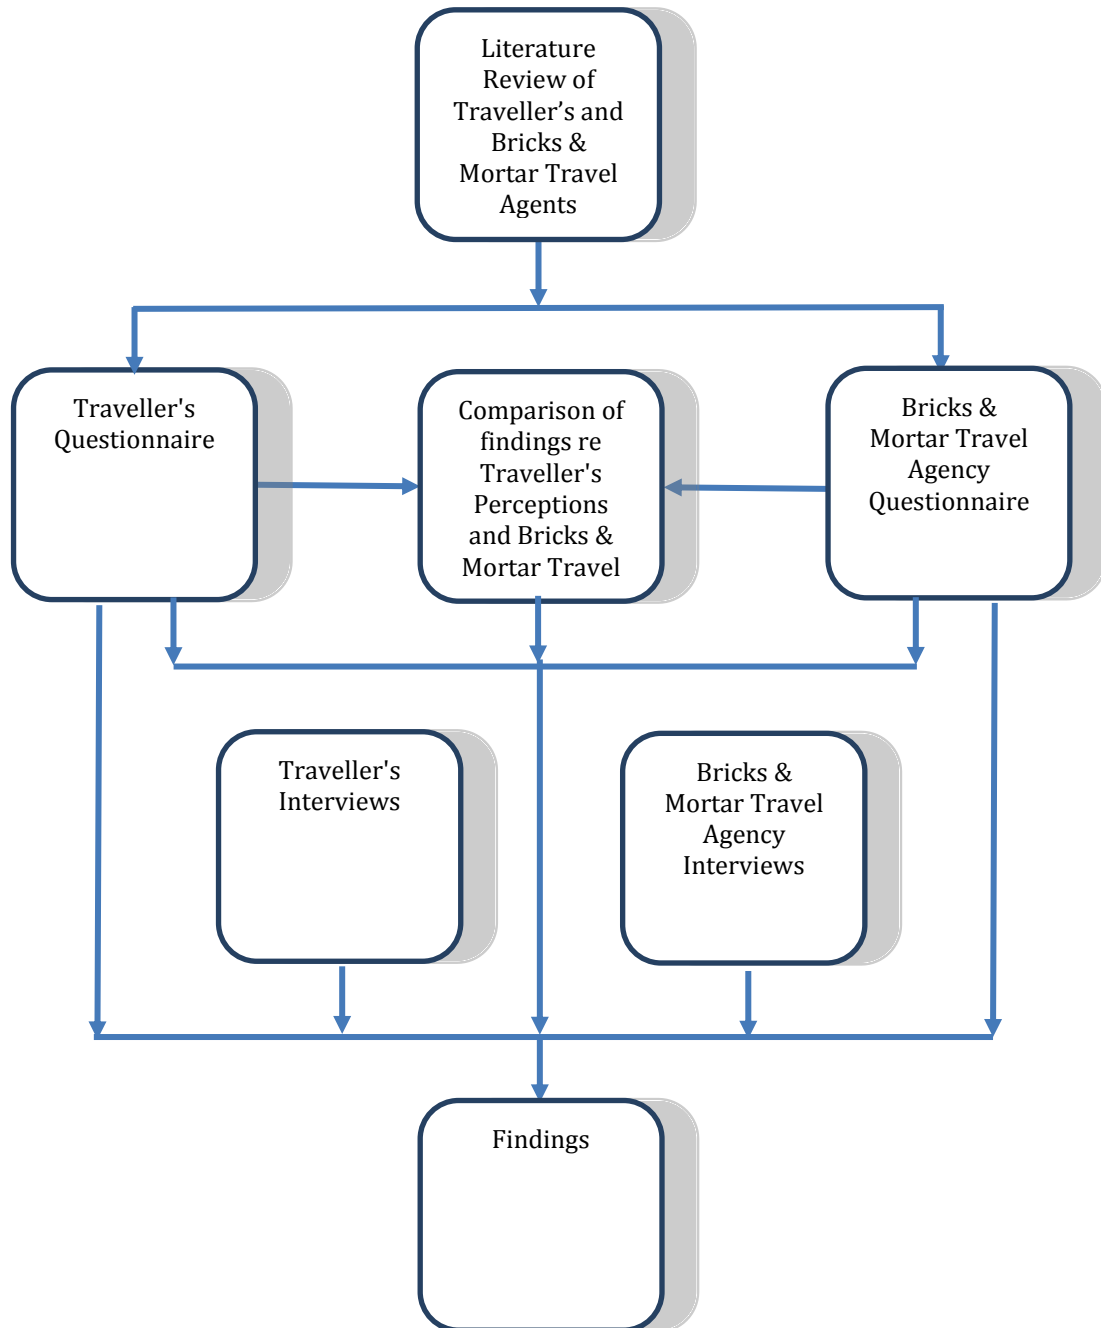 Literature
Review of
Traveller’s and
Bricks &
Mortar Travel
Agents
Traveller's
Questionnaire
Comparison of
findings re
Traveller's
Perceptions
and Bricks &
Mortar Travel
Bricks &
Mortar Travel
Agency
Questionnaire
Traveller's
Interviews
Bricks &
Mortar Travel
Agency
Interviews
Findings